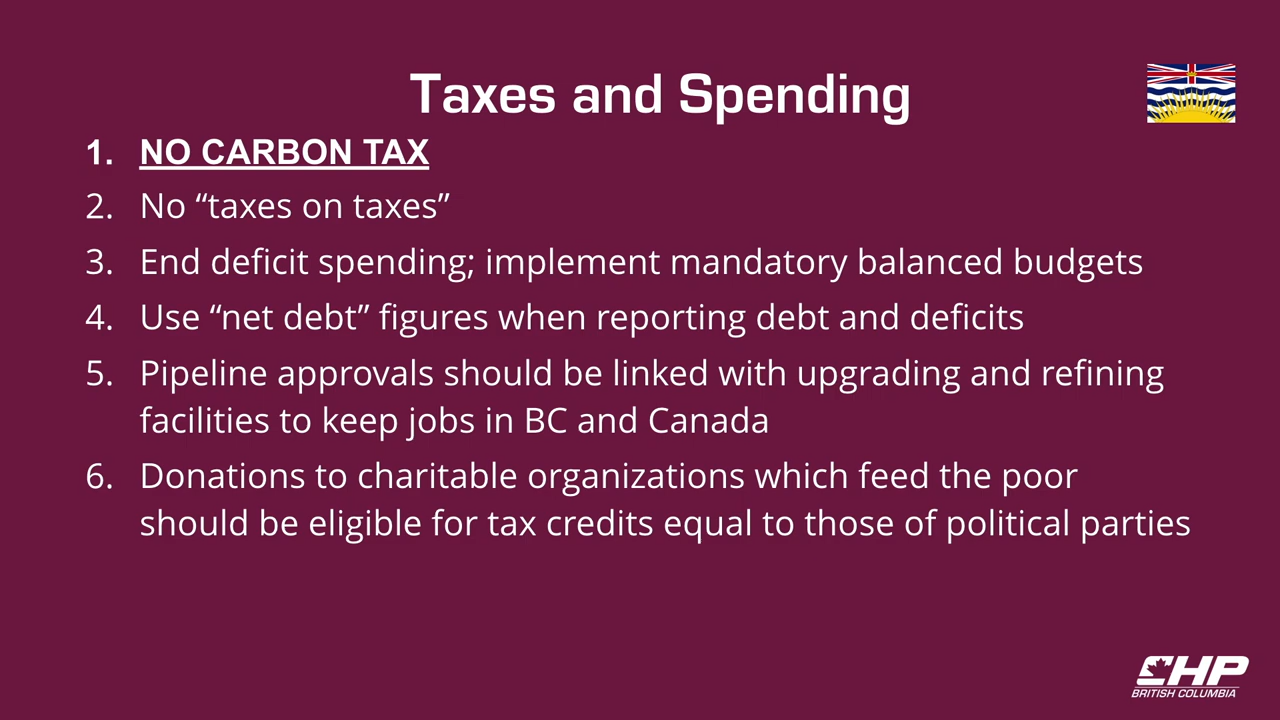 Taxes and Spending
1. NO CARBON TAX
2. No “taxes on taxes”
3. End deficit spending; implement mandatory balanced budgets
4. Use “net debt” figures when reporting debt and deficits
5. Pipeline approvals should be linked with upgrading and refining
facilities to keep jobs in BC and Canada
6. Donations to charitable organizations which feed the poor
should be eligible for tax credits equal to those of political parties
CHP
BRITISH COLUMBIA